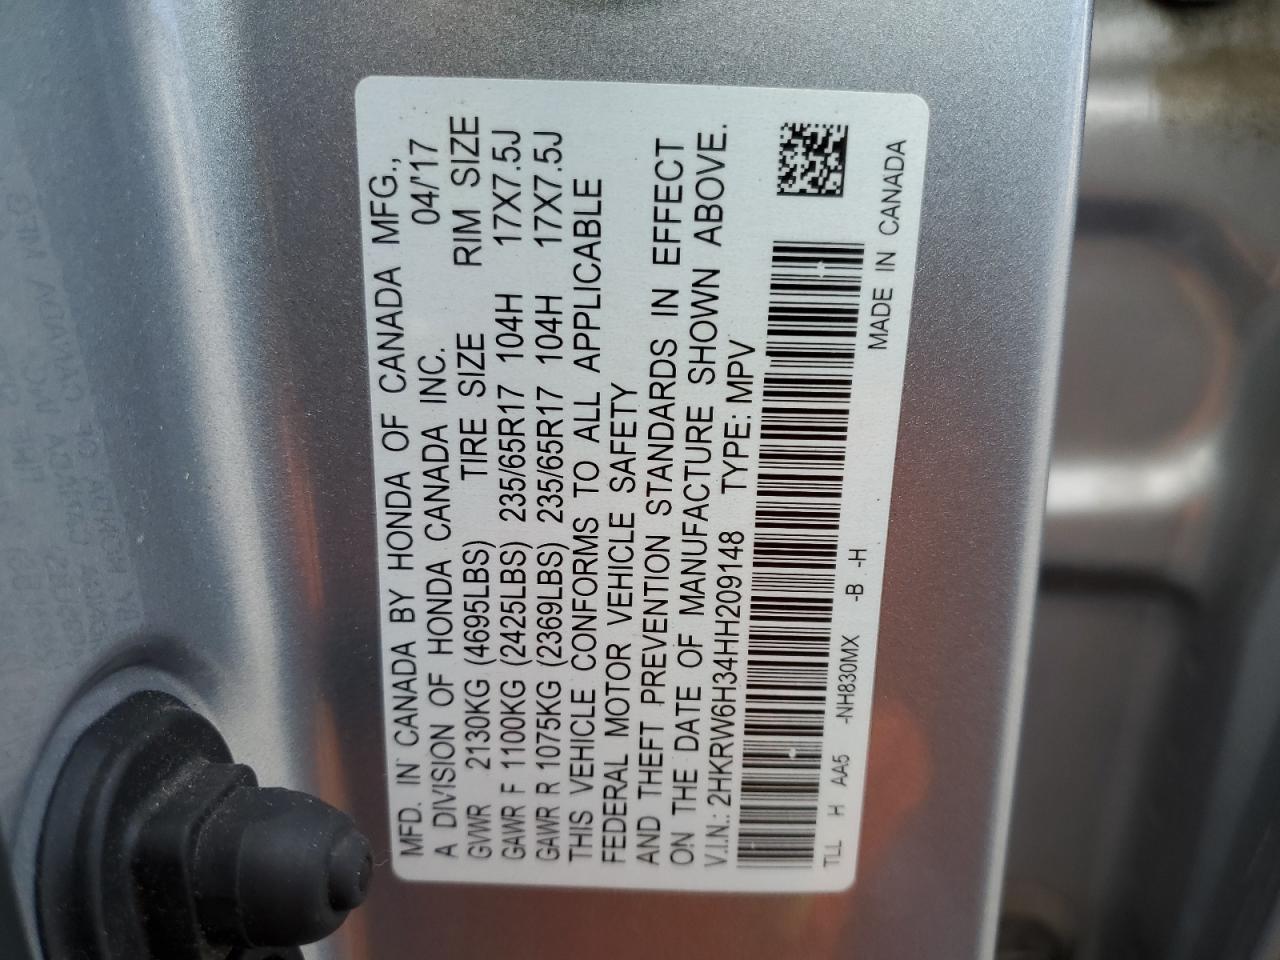 MFD. IN CANADA BY HONDA OF CANADA MFG.,
A DIVISION OF HONDA CANADA INC. 04/'17
GVWR 2130KG (4695LBS) TIRE SIZE RIM SIZE
GAWR F 1100KG (2425LBS) 235/65R17 104H 17X7.5J
GAWR R 1075KG (2369LBS) 235/65R17 104H 17X7.5J
THIS VEHICLE CONFORMS TO ALL APPLICABLE
FEDERAL MOTOR VEHICLE SAFETY
AND THEFT PREVENTION STANDARDS IN EFFECT
ON THE DATE OF MANUFACTURE SHOWN ABOVE.
V.I.N.: 2HKRW6H34HH209148 TYPE: MPV
TLL H AA5 -NH830MX -B -H
MADE IN CANADA